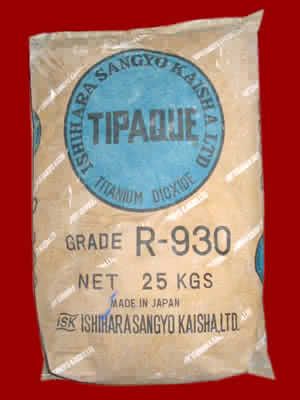 ISHIHARA SANGYO KAISHA, LTD
TIPAQUE
TITANIUM DIOXIDE
GRADE R-930
NET 25 KGS
MADE IN JAPAN
ISK ISHIHARA SANGYO KAISHA, LTD.